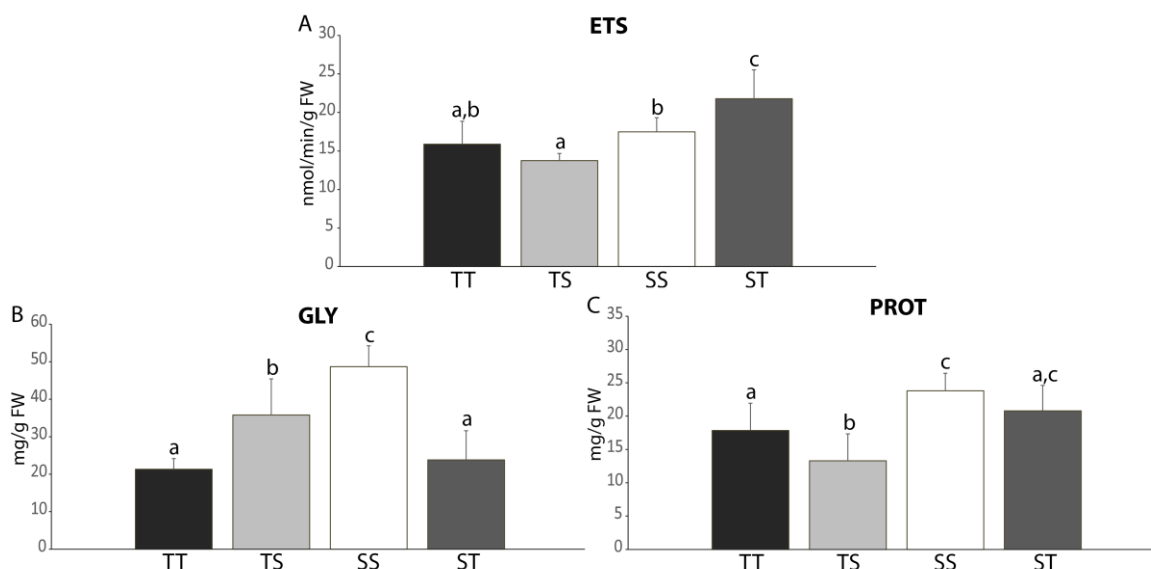 A
ETS
nmol/min/g FW
30
25
20
15
10
5
0
a,b
a
b
c
TT TS SS ST
B
GLY
mg/g FW
60
50
40
30
20
10
0
a
b
c
a
TT TS SS ST
C
PROT
mg/g FW
35
30
25
20
15
10
5
0
a
b
c
a,c
TT TS SS ST